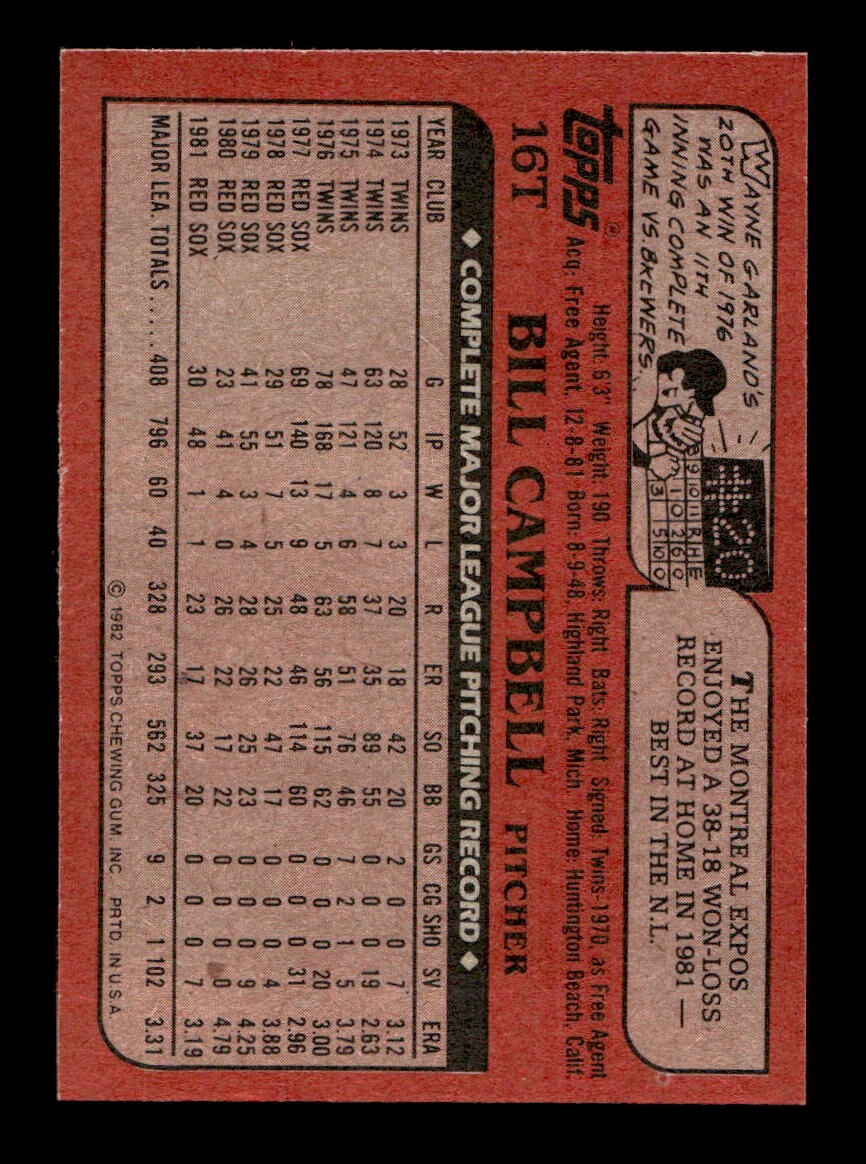 WAYNE GARLAND'S
20TH WIN OF 1976
WAS AN 11TH
INNING COMPLETE
GAME VS. BREWERS.
#20
8 9 10 11 R H E
1 0 2 6 0
3 5 10 0
THE MONTREAL EXPOS
ENJOYED A 38-18 WON-LOSS
RECORD AT HOME IN 1981 —
BEST IN THE N.L.
topps®
Height: 6'3" Weight: 190 Throws: Right Bats: Right Signed: Twins-1970, as Free Agent
Acq: Free Agent, 12-8-81 Born: 8-9-48, Highland Park, Mich. Home: Huntington Beach, Calif.
16T BILL CAMPBELL PITCHER
◆ COMPLETE MAJOR LEAGUE PITCHING RECORD ◆
YEAR CLUB G IP W L R ER SO BB GS CG SHO SV ERA
1973 TWINS 28 52 3 3 20 18 42 20 2 0 0 7 3.12
1974 TWINS 63 120 8 7 37 35 89 55 0 0 0 19 2.63
1975 TWINS 47 121 4 6 58 51 76 46 7 2 1 5 3.79
1976 TWINS 78 168 17 5 63 56 115 62 0 0 0 20 3.00
1977 RED SOX 69 140 13 9 48 46 114 60 0 0 0 31 2.96
1978 RED SOX 29 51 7 5 25 22 47 17 0 0 0 4 3.88
1979 RED SOX 41 55 3 4 28 26 25 23 0 0 0 9 4.25
1980 RED SOX 23 41 4 0 26 22 17 22 0 0 0 0 4.79
1981 RED SOX 30 48 1 1 23 17 37 20 0 0 0 7 3.19
MAJOR LEA. TOTALS..... 408 796 60 40 328 293 562 325 9 2 1 102 3.31
© 1982 TOPPS CHEWING GUM, INC. PRTD. IN U.S.A.